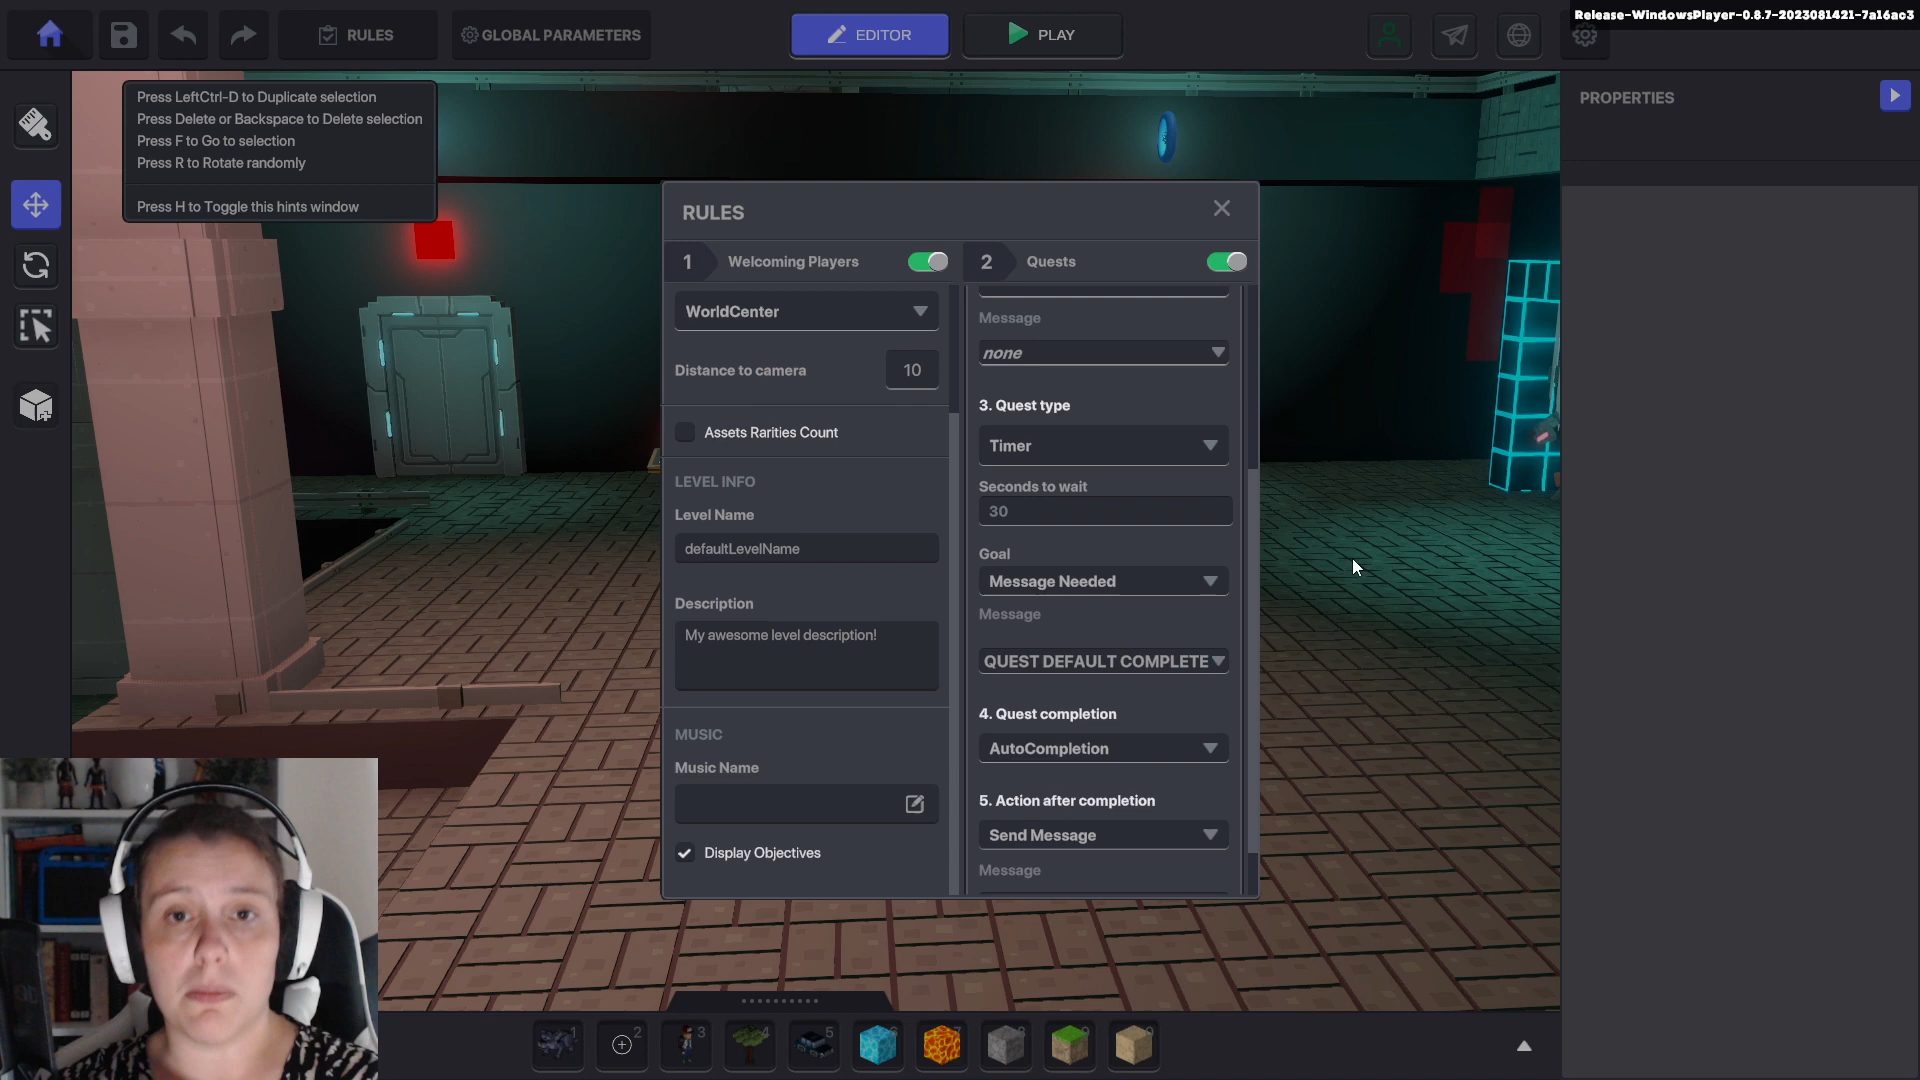 Release-WindowsPlayer-0.8.7-2023081421-7a16ac3
RULES
GLOBAL PARAMETERS
EDITOR
PLAY
Press LeftCtrl-D to Duplicate selection
Press Delete or Backspace to Delete selection
Press F to Go to selection
Press R to Rotate randomly
Press H to Toggle this hints window
PROPERTIES
RULES
1 Welcoming Players
WorldCenter
Distance to camera 10
Assets Rarities Count
LEVEL INFO
Level Name
defaultLevelName
Description
My awesome level description!
MUSIC
Music Name
Display Objectives
2 Quests
Message
none
3. Quest type
Timer
Seconds to wait
30
Goal
Message Needed
Message
QUEST DEFAULT COMPLETE
4. Quest completion
AutoCompletion
5. Action after completion
Send Message
Message
1 2 3 4 5